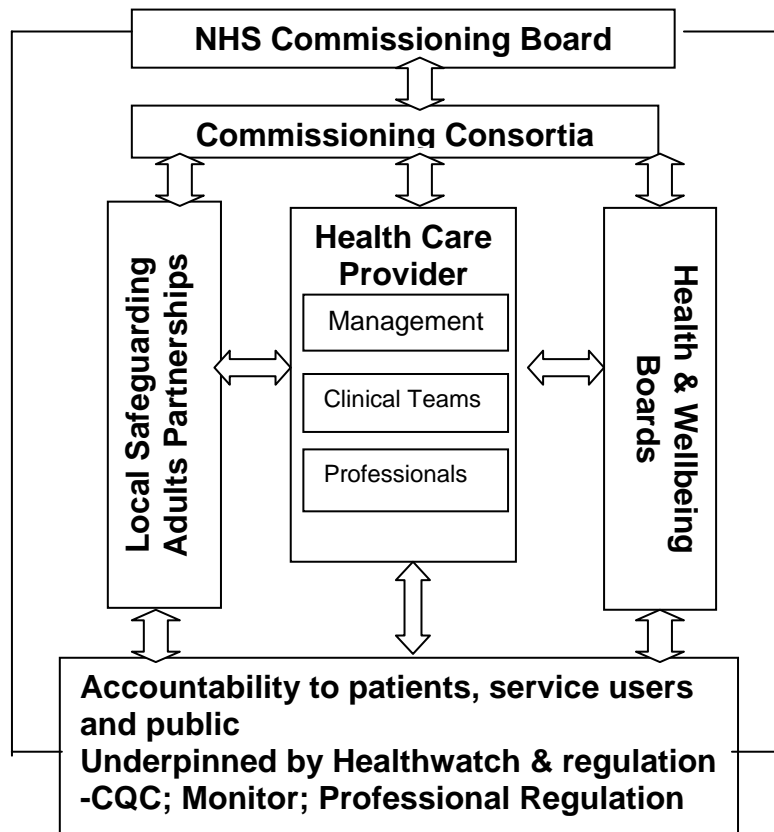 NHS Commissioning Board
Commissioning Consortia
Local Safeguarding
Adults Partnerships
Health Care
Provider
Management
Clinical Teams
Professionals
Health & Wellbeing
Boards
Accountability to patients, service users
and public
Underpinned by Healthwatch & regulation
-CQC; Monitor; Professional Regulation